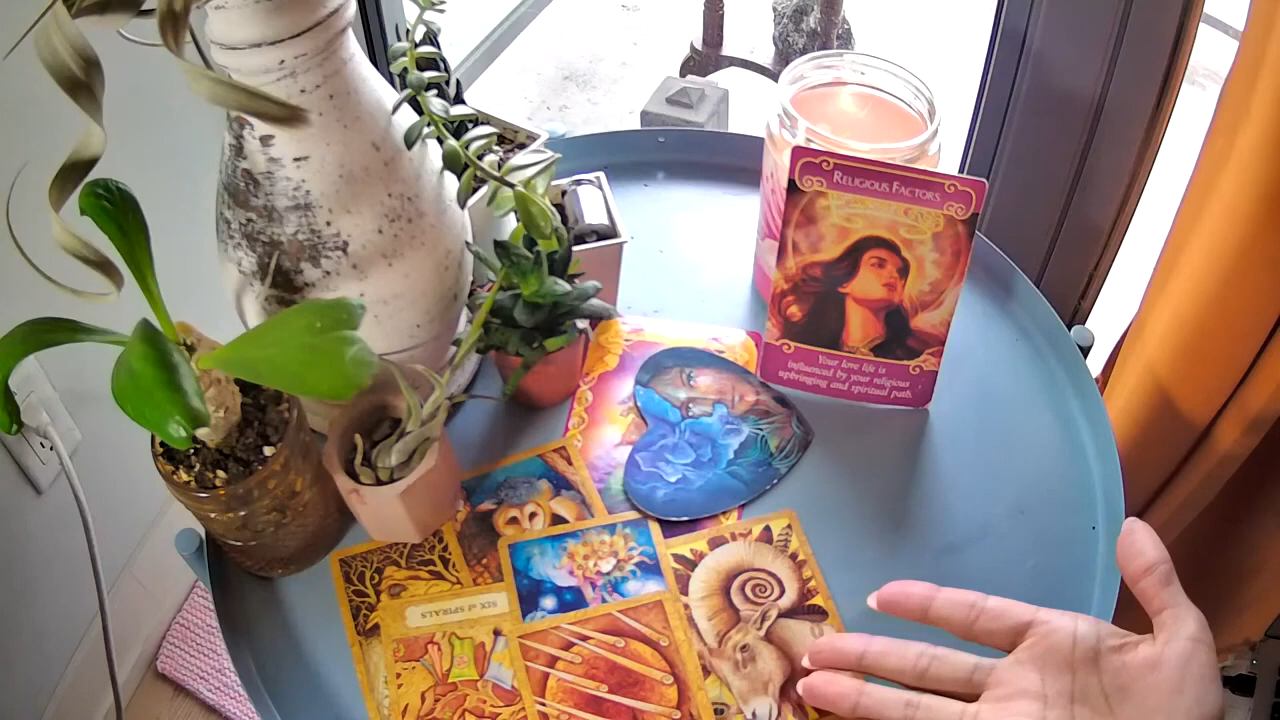 RELIGIOUS FACTORS
Your love life is
influenced by your religious
upbringing and spiritual path.
SIX of SPIRALS